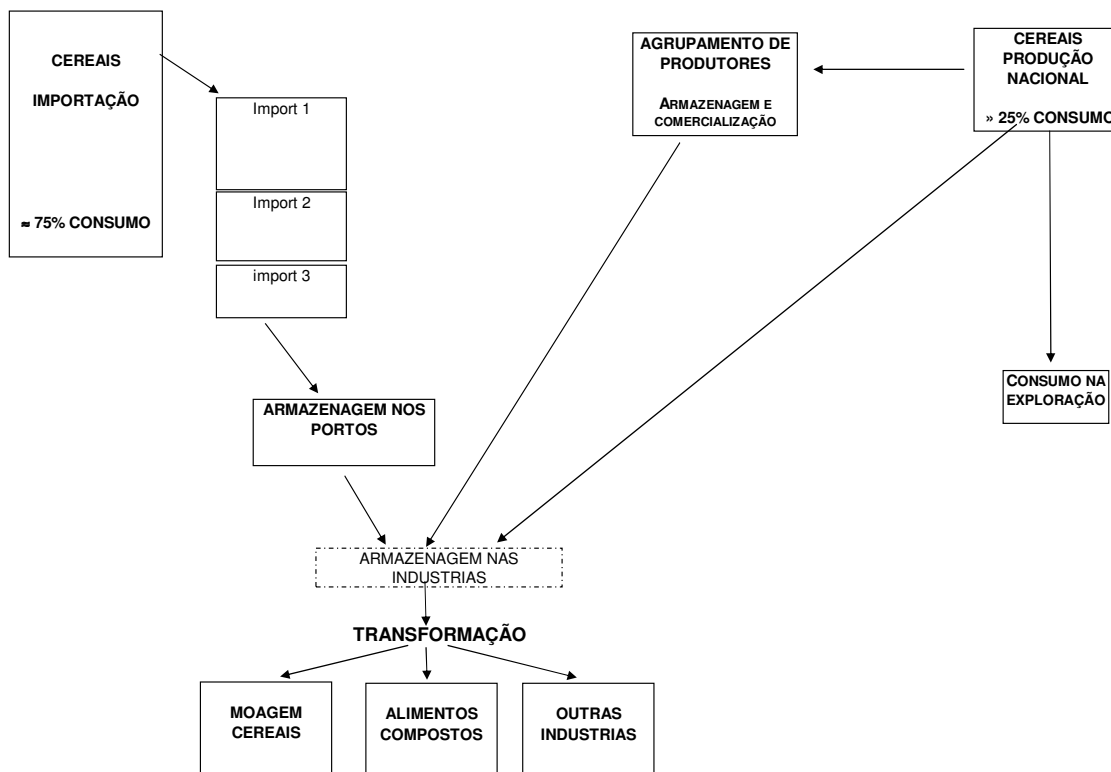 CEREAIS
IMPORTAÇÃO
≈ 75% CONSUMO
Import 1
Import 2
import 3
ARMAZENAGEM NOS
PORTOS
AGRUPAMENTO DE
PRODUTORES
ARMAZENAGEM E
COMERCIALIZAÇÃO
CEREAIS
PRODUÇÃO
NACIONAL
» 25% CONSUMO
CONSUMO NA
EXPLORAÇÃO
ARMAZENAGEM NAS
INDUSTRIAS
TRANSFORMAÇÃO
MOAGEM
CEREAIS
ALIMENTOS
COMPOSTOS
OUTRAS
INDUSTRIAS